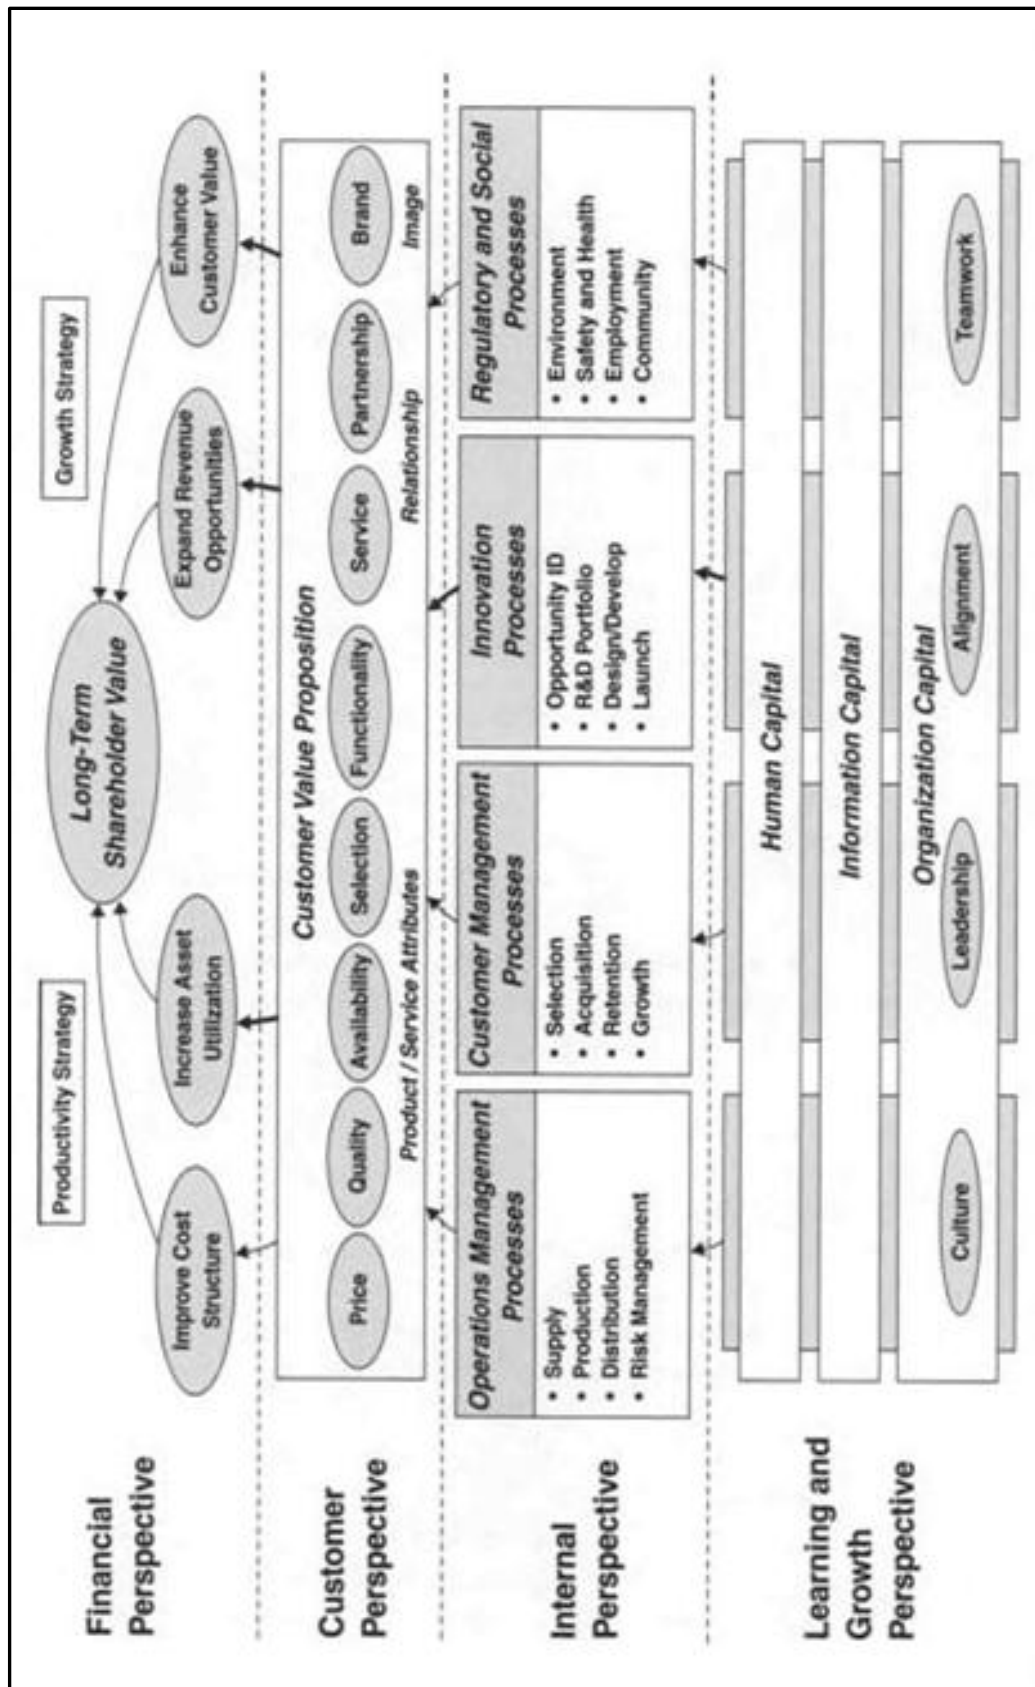 Financial
Perspective
Productivity Strategy
Growth Strategy
Long-Term
Shareholder Value
Improve Cost
Structure
Increase Asset
Utilization
Expand Revenue
Opportunities
Enhance
Customer Value
Customer
Perspective
Customer Value Proposition
Price
Quality
Availability
Selection
Functionality
Service
Partnership
Brand
Product / Service Attributes
Relationship
Image
Internal
Perspective
Operations Management
Processes
• Supply
• Production
• Distribution
• Risk Management
Customer Management
Processes
• Selection
• Acquisition
• Retention
• Growth
Innovation
Processes
• Opportunity ID
• R&D Portfolio
• Design/Develop
• Launch
Regulatory and Social
Processes
• Environment
• Safety and Health
• Employment
• Community
Learning and
Growth
Perspective
Human Capital
Information Capital
Organization Capital
Culture
Leadership
Alignment
Teamwork